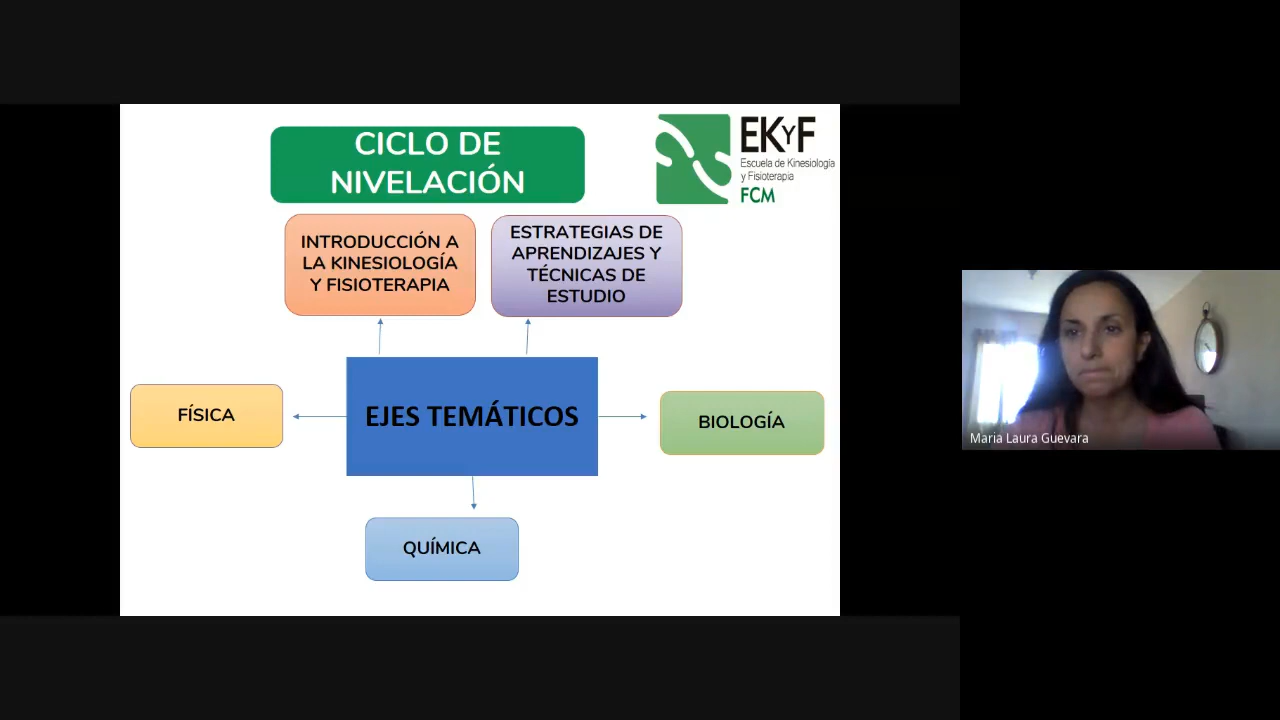 CICLO DE
NIVELACIÓN
EKYF
Escuela de Kinesiología
y Fisioterapia
FCM
INTRODUCCIÓN A
LA KINESIOLOGÍA
Y FISIOTERAPIA
ESTRATEGIAS DE
APRENDIZAJES Y
TÉCNICAS DE
ESTUDIO
FÍSICA
EJES TEMÁTICOS
BIOLOGÍA
QUÍMICA
Maria Laura Guevara